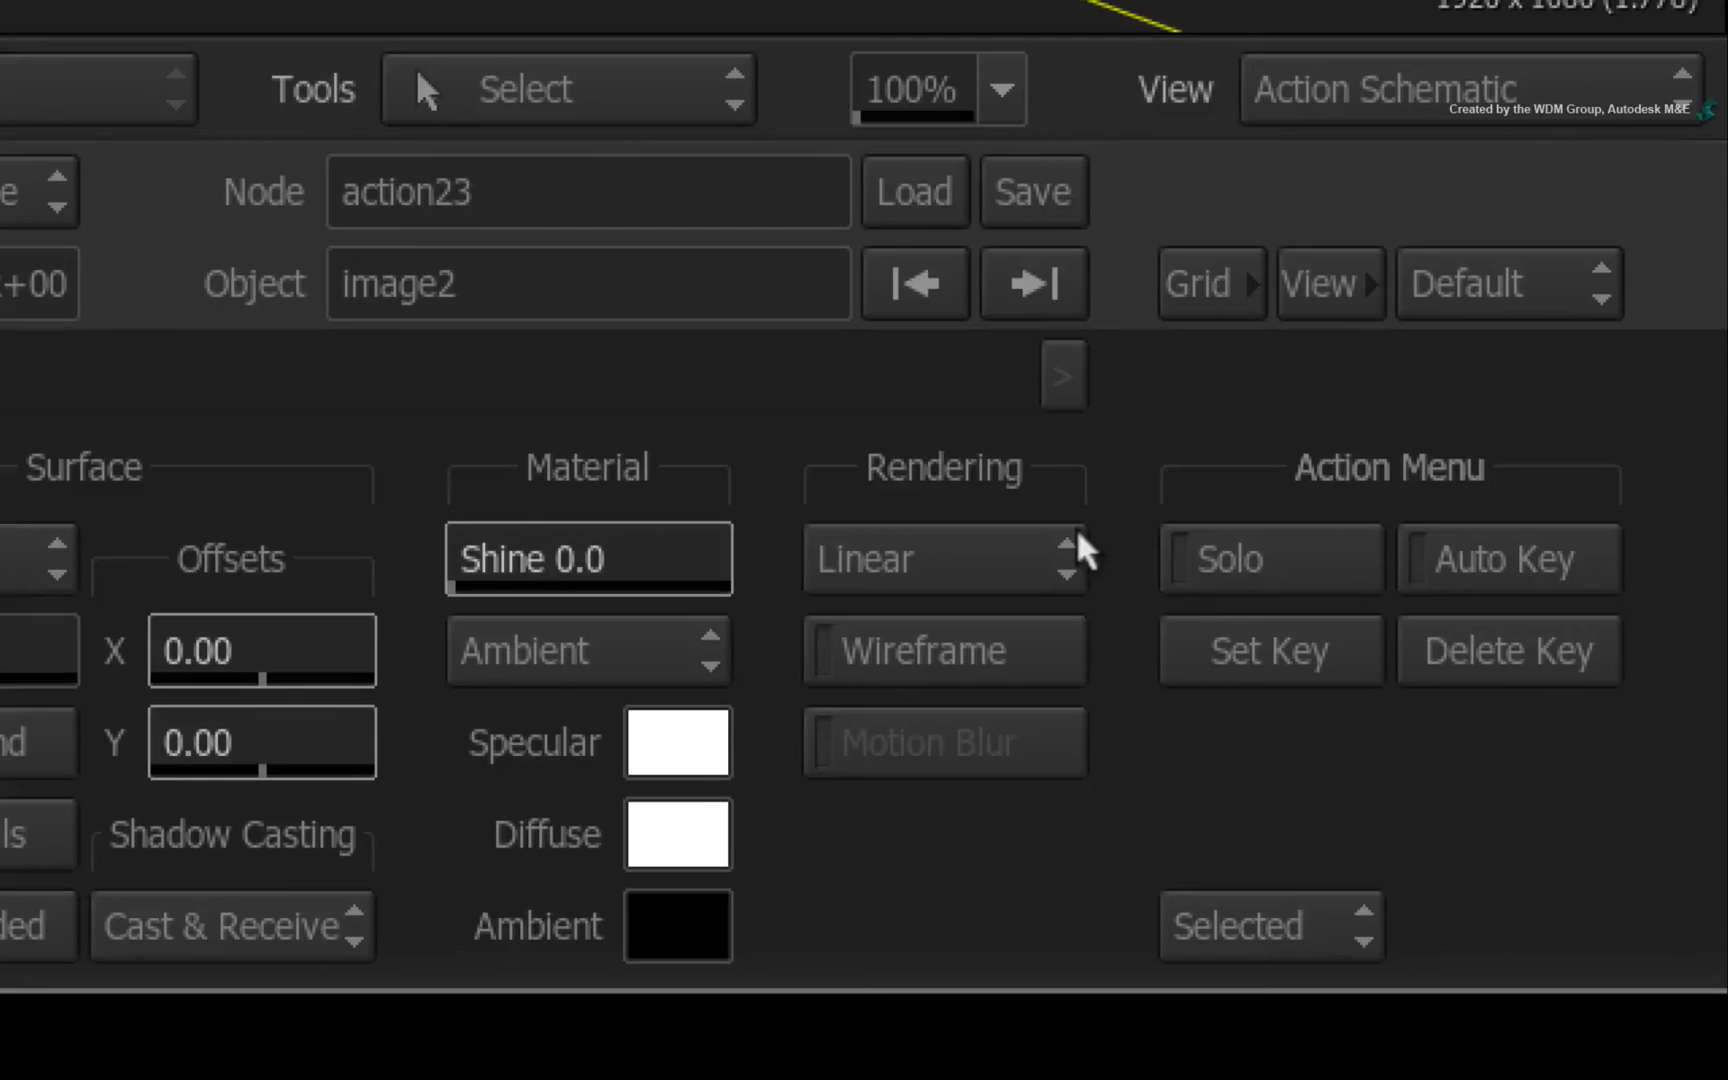 Tools Select 100% View Action Schematic
Created by the WDM Group, Autodesk M&E
Node action23 Load Save
+00 Object image2 Grid View Default
>
Surface Material Rendering Action Menu
Offsets Shine 0.0 Linear Solo Auto Key
X 0.00 Ambient Wireframe Set Key Delete Key
Y 0.00 Specular Motion Blur
Shadow Casting Diffuse
Cast & Receive Ambient Selected